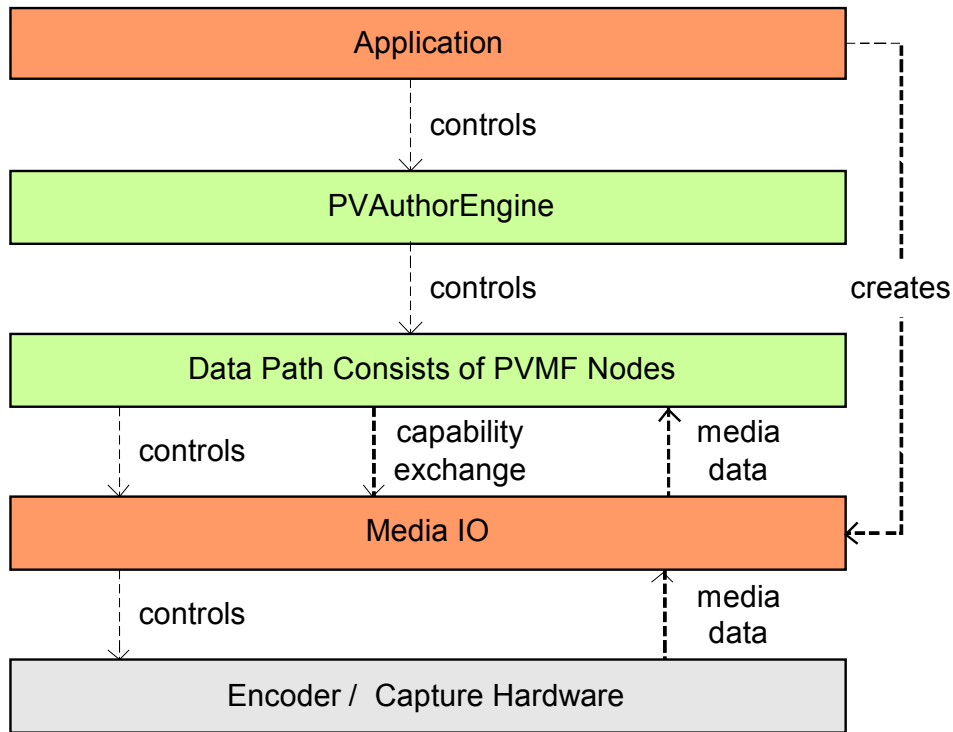 Application
controls
PVAuthorEngine
controls
creates
Data Path Consists of PVMF Nodes
controls
capability
exchange
media
data
Media IO
controls
media
data
Encoder / Capture Hardware